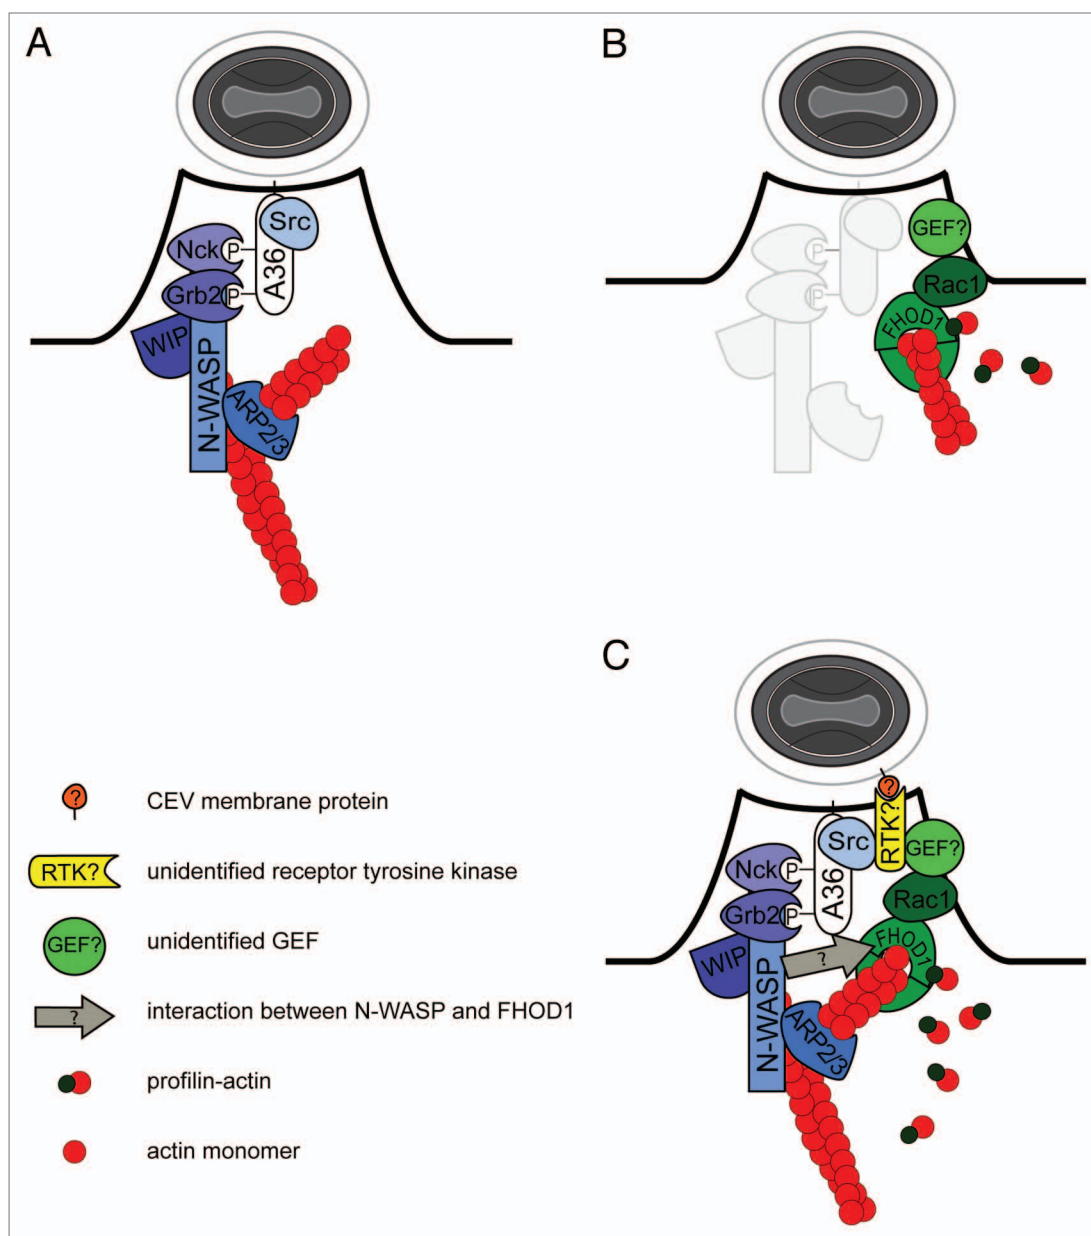 A
Src
Nck
P
A36
Grb2
P
WIP
N-WASP
ARP2/3
B
GEF?
P
Rac1
P
FHOD1
C
?
RTK?
Src
GEF?
Nck
P
A36
Rac1
Grb2
P
FHOD1
WIP
?
N-WASP
ARP2/3
? CEV membrane protein
RTK? unidentified receptor tyrosine kinase
GEF? unidentified GEF
? interaction between N-WASP and FHOD1
profilin-actin
actin monomer